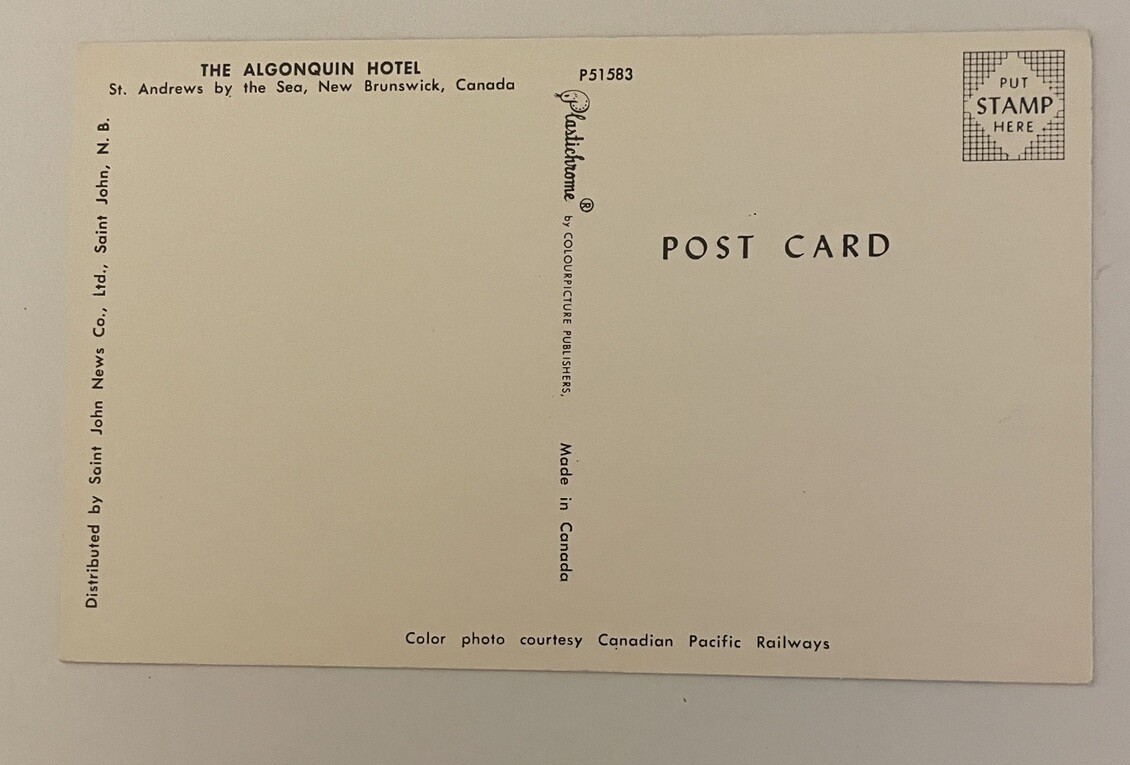 THE ALGONQUIN HOTEL
St. Andrews by the Sea, New Brunswick, Canada
Distributed by Saint John News Co., Ltd., Saint John, N. B.
P51583
Plastichrome ® by COLOURPICTURE PUBLISHERS,
Made in Canada
PUT
STAMP
HERE
POST CARD
Color photo courtesy Canadian Pacific Railways